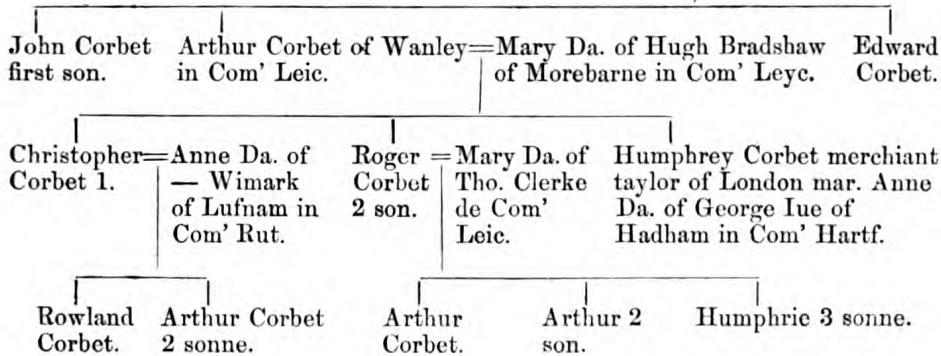 John Corbet first son.
Arthur Corbet of Wanley=Mary Da. of Hugh Bradshaw
in Com' Leic.
of Morebarne in Com' Leyc.
Edward
Corbet.
Christopher=Anne Da. of
Corbet 1.
— Wimark
of Lufnam in
Com' Rut.
Roger = Mary Da. of
Corbet
2 son.
Tho. Clerke
de Com'
Leic.
Humphrey Corbet merchant
taylor of London mar. Anne
Da. of George Iue of
Hadham in Com' Hartf.
Rowland
Corbet.
Arthur Corbet
2 sonne.
Arthur
Corbet.
Arthur 2
son.
Humphrie 3 sonne.